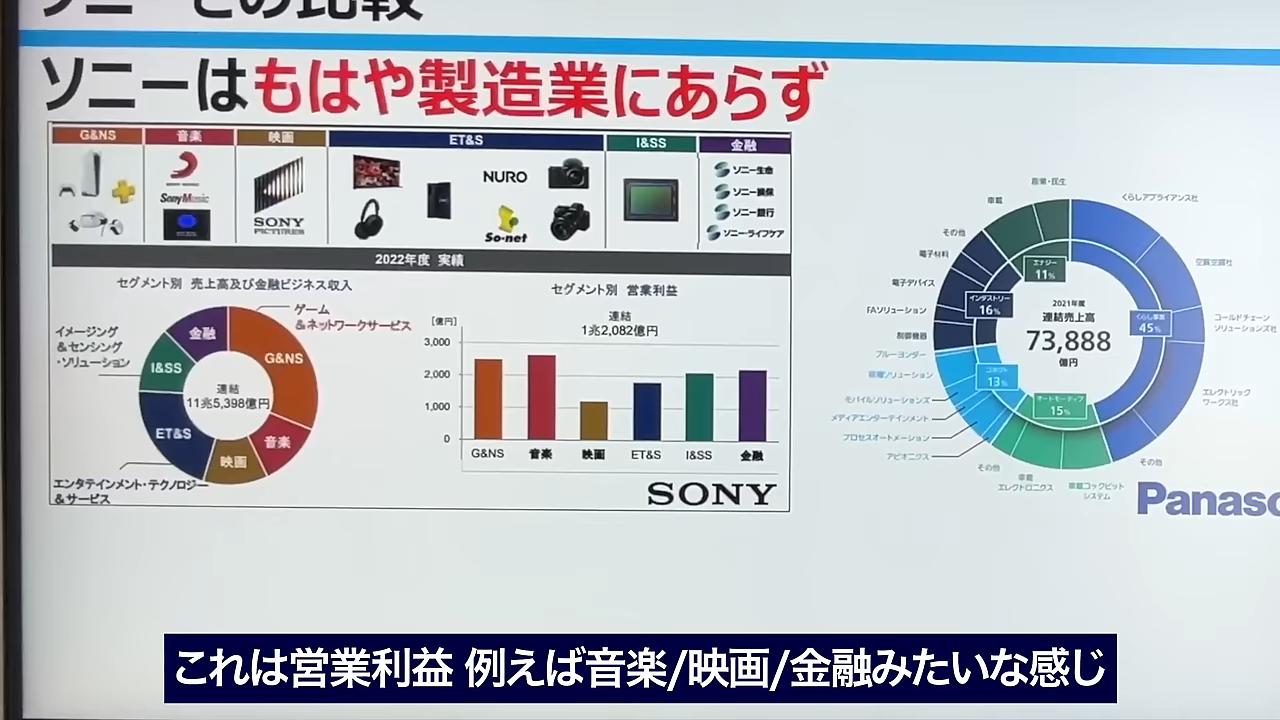 ソニーとの比較
ソニーはもはや製造業にあらず
G&NS
音楽
映画
ET&S
I&SS
金融
SONY MUSIC
SonyMusic
SONY
PICTURES
NURO
So-net
ソニー生命
ソニー損保
ソニー銀行
ソニー・ライフケア
2022年度 実績
セグメント別 売上高及び金融ビジネス収入
ゲーム
&ネットワークサービス
イメージング
&センシング
・ソリューション
金融
G&NS
I&SS
連結
11兆5,398億円
ET&S
音楽
映画
エンタテインメント・テクノロジー
&サービス
セグメント別 営業利益
連結
1兆2,082億円
[億円]
3,000
2,000
1,000
0
G&NS 音楽 映画 ET&S I&SS 金融
SONY
産業・民生
車載
くらしアプライアンス社
その他
電子材料
空質空調社
電子デバイス
エナジー
11%
FAソリューション
インダストリー
16%
2021年度
連結売上高
73,888
億円
くらし事業
45%
コールドチェーン
ソリューションズ社
制御機器
ブルーヨンダー
現場ソリューション
コネクト
13%
オートモーティブ
15%
モバイルソリューションズ
メディアエンターテインメント
プロセスオートメーション
アビオニクス
エレクトリック
ワークス社
その他
車載
エレクトロニクス
車載コックピット
システム
その他
Panaso
これは営業利益 例えば音楽/映画/金融みたいな感じ